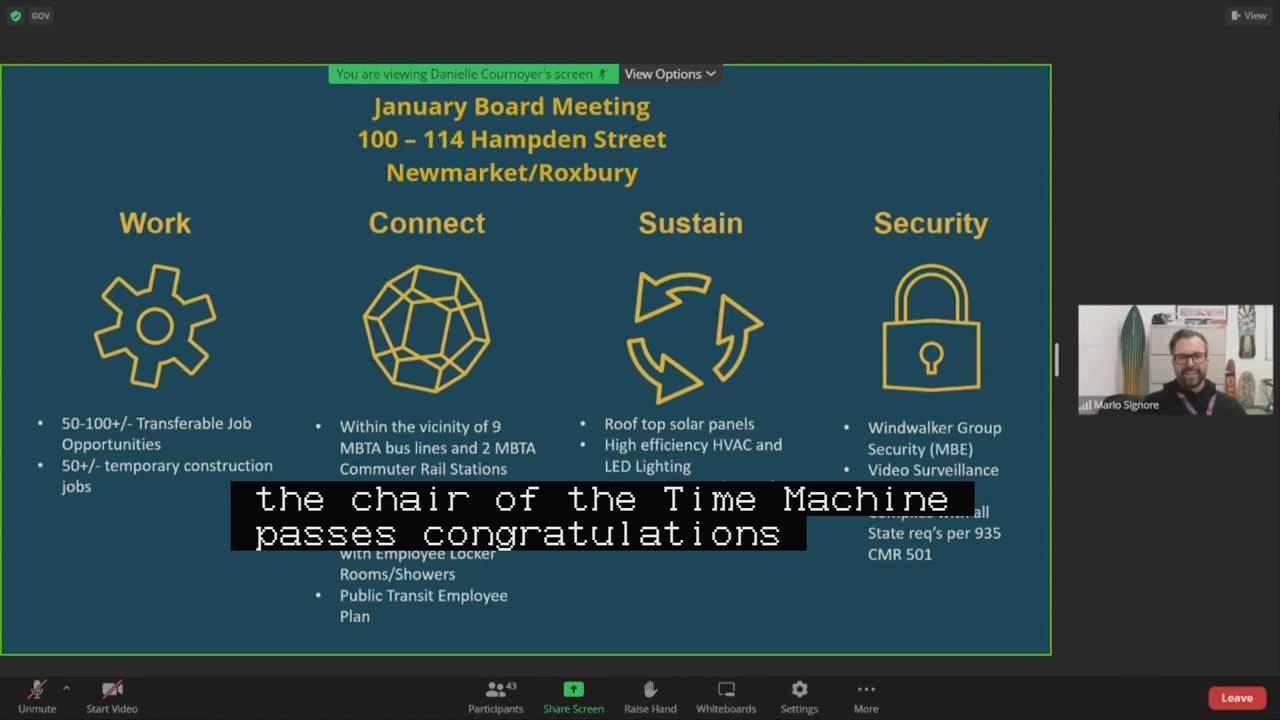 GOV
View
You are viewing Danielle Cournoyer's screen
View Options
January Board Meeting
100 – 114 Hampden Street
Newmarket/Roxbury
Work
Connect
Sustain
Security
• 50-100+/- Transferable Job
Opportunities
• 50+/- temporary construction
jobs
• Within the vicinity of 9
MBTA bus lines and 2 MBTA
Commuter Rail Stations
with Employee Locker
Rooms/Showers
• Public Transit Employee
Plan
• Roof top solar panels
• High efficiency HVAC and
LED Lighting
• Windwalker Group
Security (MBE)
• Video Surveillance
with all
State req's per 935
CMR 501
the chair of the Time Machine
passes congratulations
Mario Signore
Unmute
Start Video
43
Participants
Share Screen
Raise Hand
Whiteboards
Settings
More
Leave